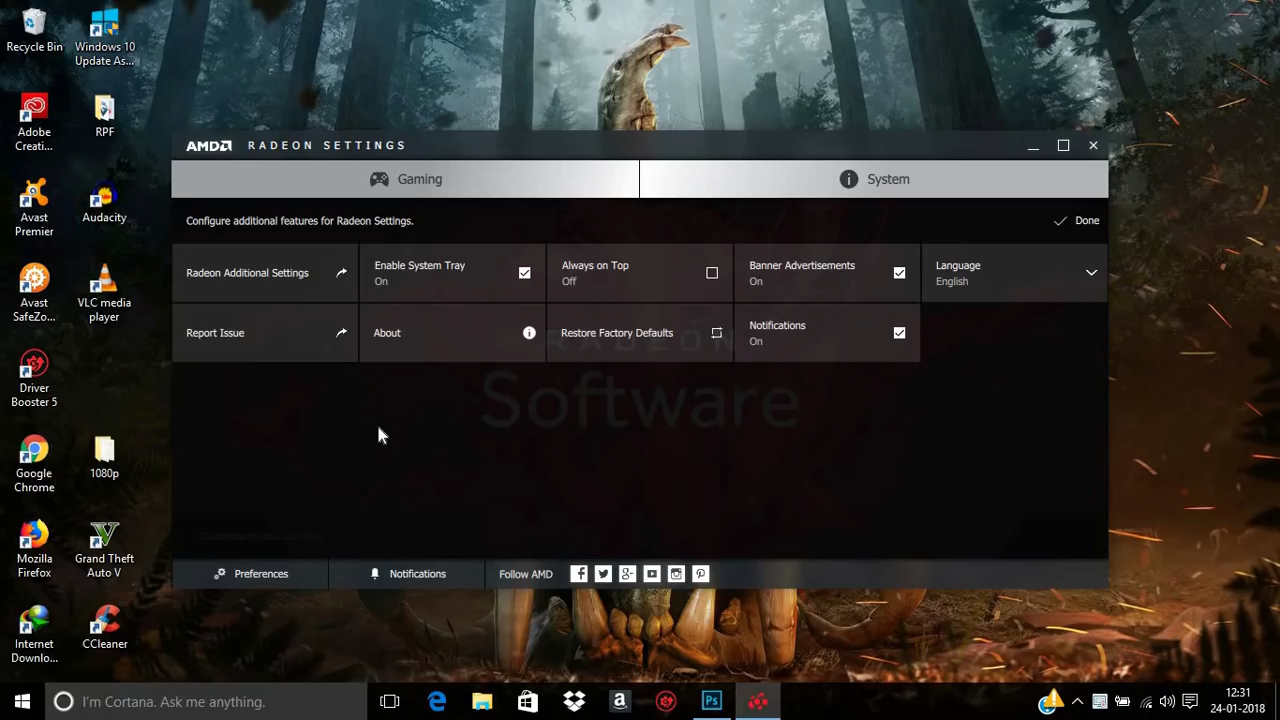 Recycle Bin
Windows 10
Update As...
Adobe
Creati...
RPF
Avast
Premier
Audacity
Avast
SafeZo...
VLC media
player
Driver
Booster 5
Google
Chrome
1080p
Mozilla
Firefox
Grand Theft
Auto V
Internet
Downlo...
CCleaner
AMD RADEON SETTINGS
Gaming
System
Configure additional features for Radeon Settings.
Done
Radeon Additional Settings
Enable System Tray
On
Always on Top
Off
Banner Advertisements
On
Language
English
Report Issue
About
Restore Factory Defaults
Notifications
On
RADEON
Software
Preferences
Notifications
Follow AMD
I'm Cortana. Ask me anything.
Ps
12:31
24-01-2018